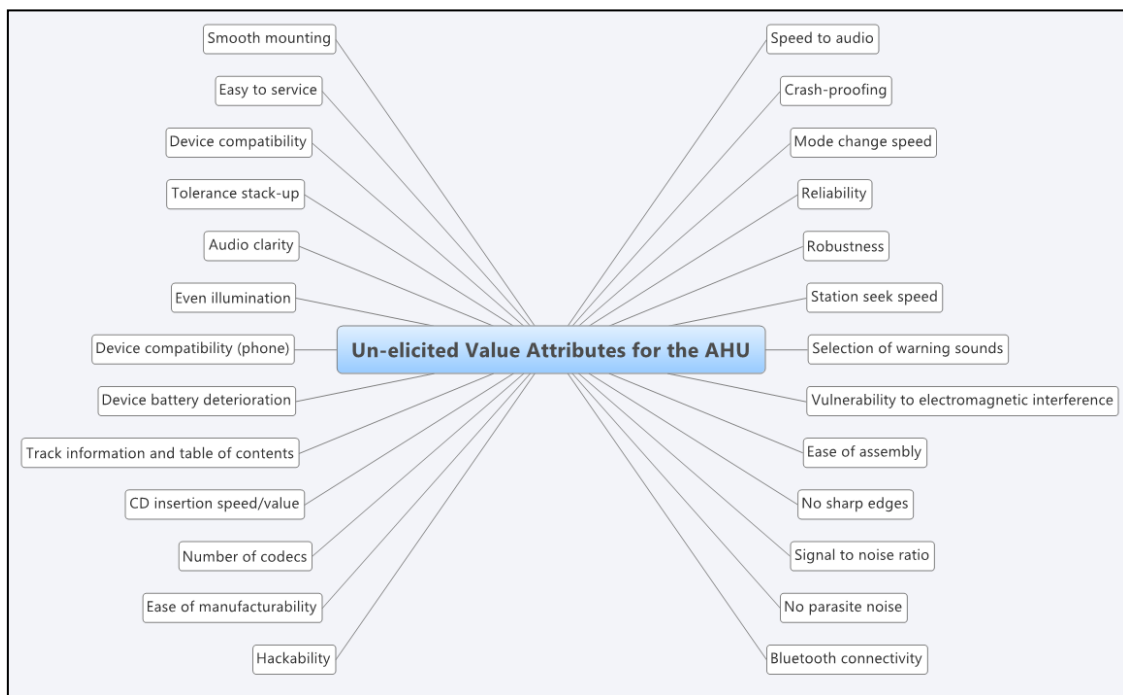 Smooth mounting
Easy to service
Device compatibility
Tolerance stack-up
Audio clarity
Even illumination
Device compatibility (phone)
Device battery deterioration
Track information and table of contents
CD insertion speed/value
Number of codecs
Ease of manufacturability
Hackability
Un-elicited Value Attributes for the AHU
Speed to audio
Crash-proofing
Mode change speed
Reliability
Robustness
Station seek speed
Selection of warning sounds
Vulnerability to electromagnetic interference
Ease of assembly
No sharp edges
Signal to noise ratio
No parasite noise
Bluetooth connectivity